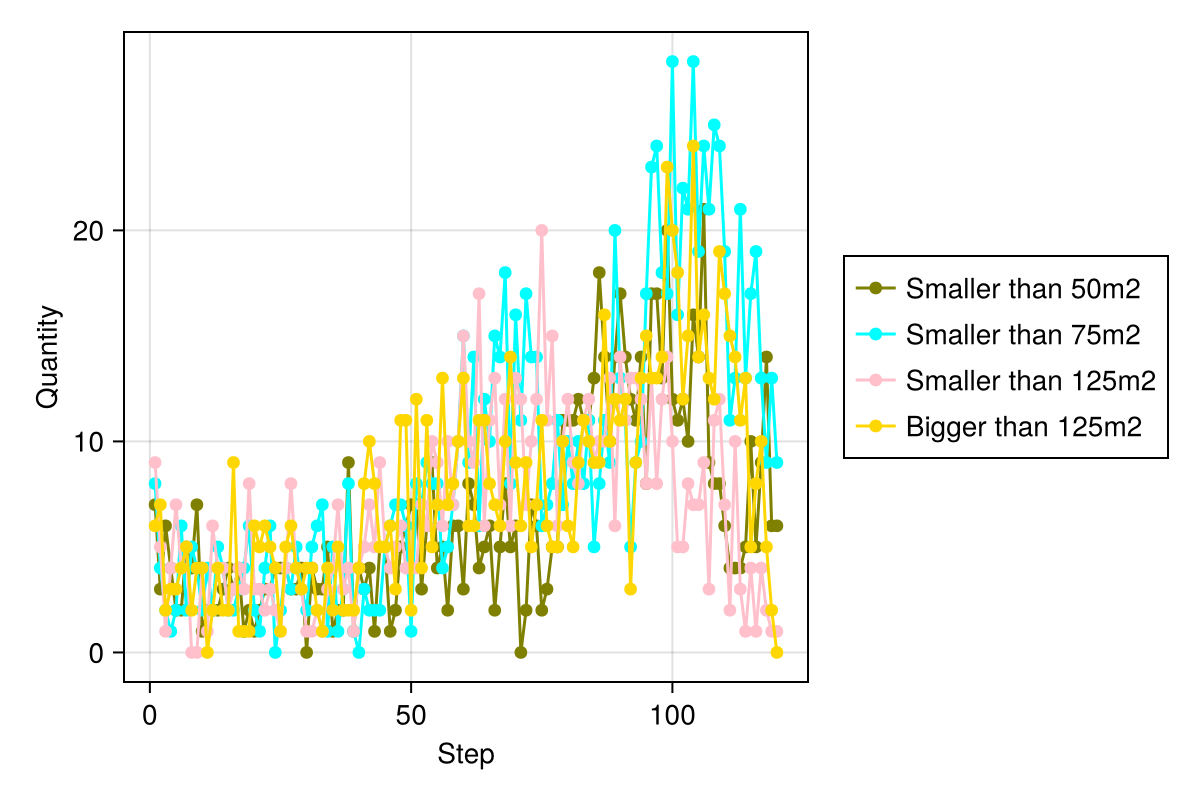 Quantity
20
10
0
0
50
100
Step
Smaller than 50m2
Smaller than 75m2
Smaller than 125m2
Bigger than 125m2